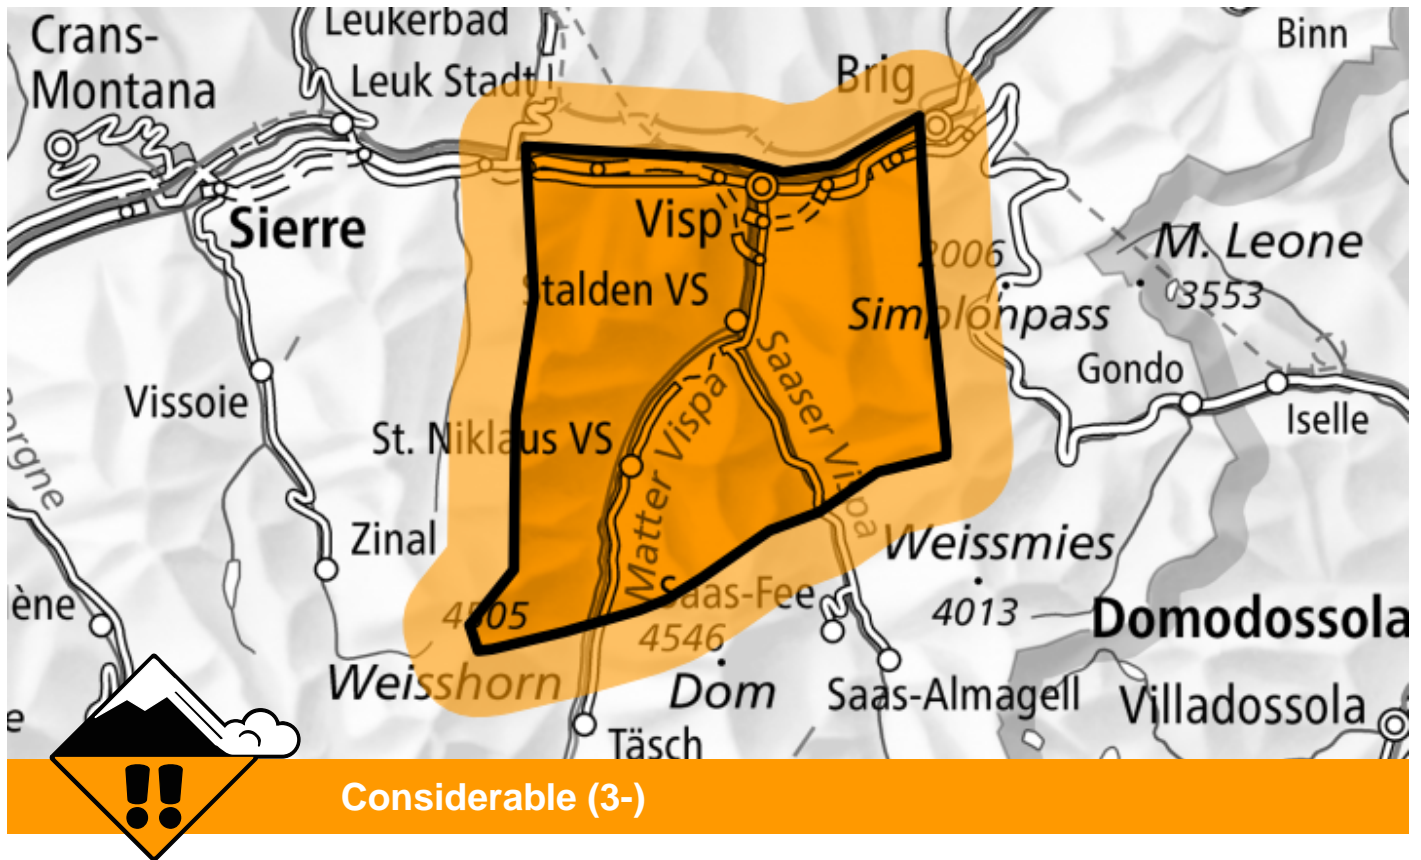 Crans-
Montana
Leukerbad
Leuk Stadt
Brig
Binn
Sierre
Visp
Stalden VS
2006
Simplonpass
M. Leone
3553
Gondo
Iselle
Vissoie
St. Niklaus VS
Matter Vispa
Saaser Vispa
Zinal
Weissmies
4013
4505
Weisshorn
Saas-Fee
4546
Dom
Domodossola
Saas-Almagell
Villadossola
Täsch
orgne
ène
e
Considerable (3-)